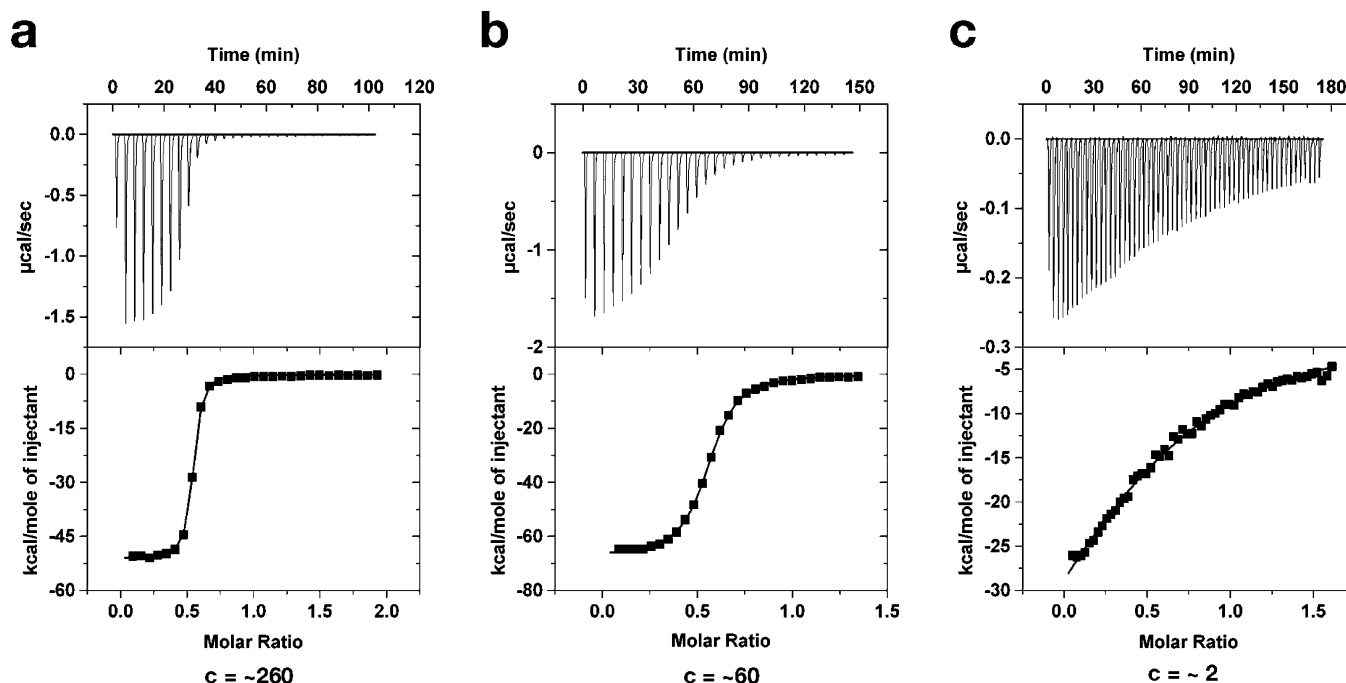 a
Time (min)
0 20 40 60 80 100 120
0.0
-0.5
-1.0
-1.5
µcal/sec
0
-15
-30
-45
-60
kcal/mole of injectant
0.0 0.5 1.0 1.5 2.0
Molar Ratio
c = ~260
b
Time (min)
0 30 60 90 120 150
0
-1
-2
µcal/sec
0
-20
-40
-60
-80
kcal/mole of injectant
0.0 0.5 1.0 1.5
Molar Ratio
c = ~60
c
Time (min)
0 30 60 90 120 150 180
0.0
-0.1
-0.2
-0.3
µcal/sec
-5
-10
-15
-20
-25
-30
kcal/mole of injectant
0.0 0.5 1.0 1.5
Molar Ratio
c = ~ 2